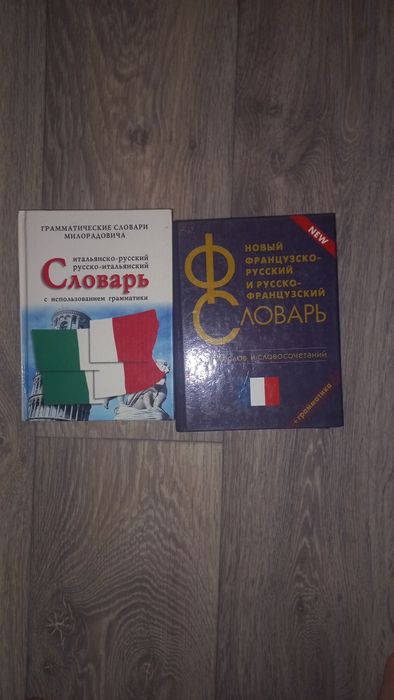 ГРАММАТИЧЕСКИЕ СЛОВАРИ
МИЛОРАДОВИЧА
итальянско-русский
русско-итальянский
Словарь
с использованием грамматики
NEW
НОВЫЙ
ФРАНЦУЗСКО-
РУССКИЙ
И РУССКО-
ФРАНЦУЗСКИЙ
СЛОВАРЬ
слов и словосочетаний
+ грамматика